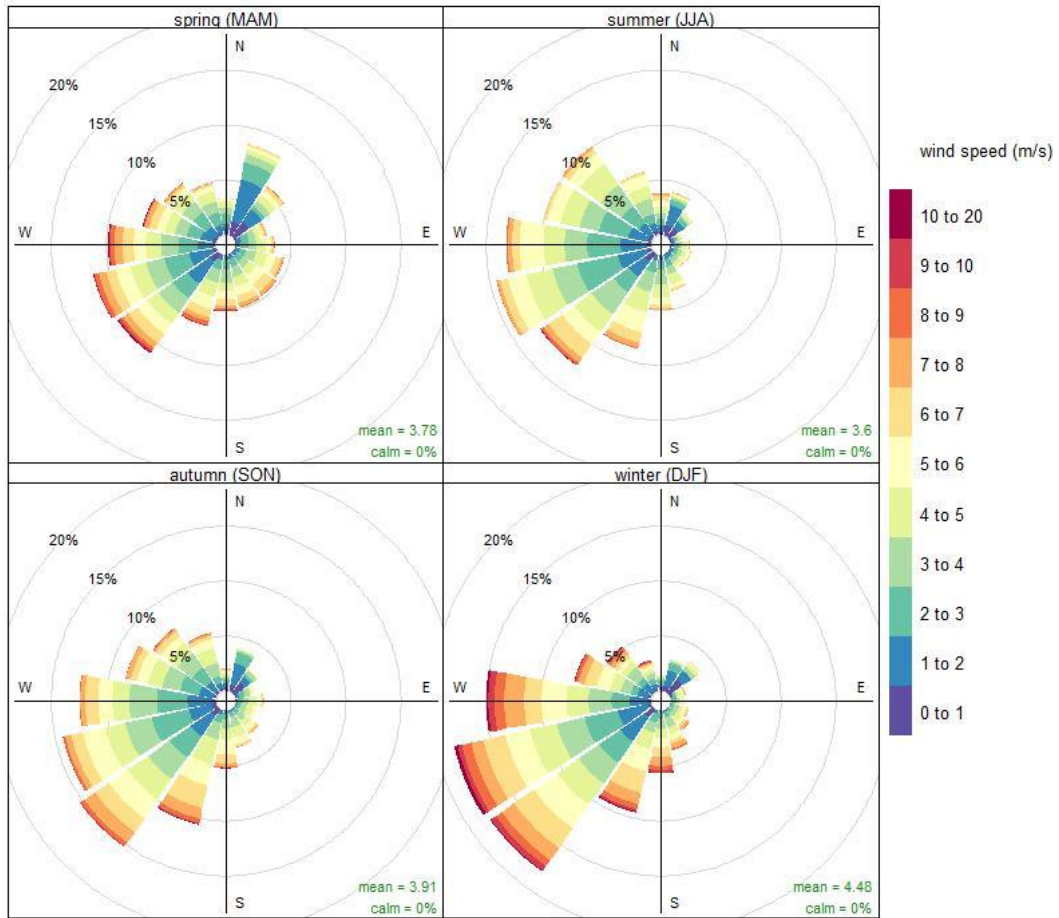 spring (MAM)
N
20%
15%
10%
5%
W
E
S
mean = 3.78
calm = 0%
summer (JJA)
N
20%
15%
10%
5%
W
E
S
mean = 3.6
calm = 0%
autumn (SON)
N
20%
15%
10%
5%
W
E
S
mean = 3.91
calm = 0%
winter (DJF)
N
20%
15%
10%
5%
W
E
S
mean = 4.48
calm = 0%
wind speed (m/s)
10 to 20
9 to 10
8 to 9
7 to 8
6 to 7
5 to 6
4 to 5
3 to 4
2 to 3
1 to 2
0 to 1